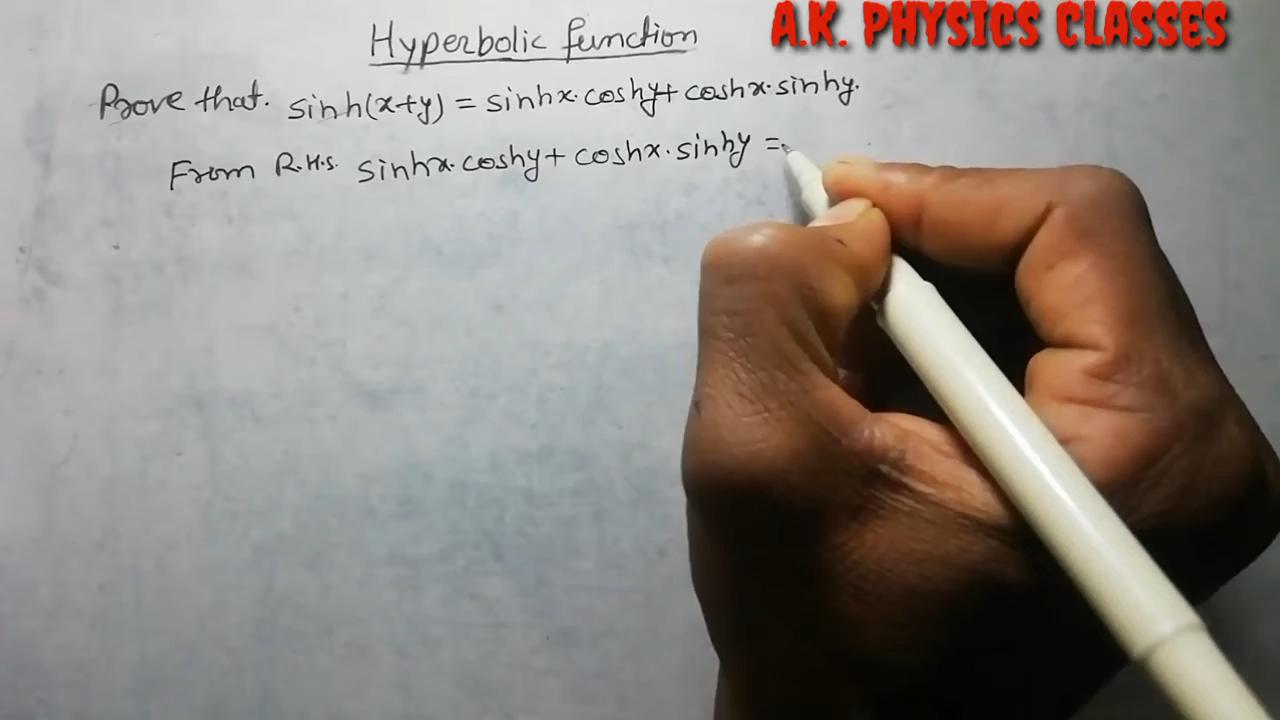 A.K. PHYSICS CLASSES
Hyperbolic function
Prove that. sinh(x+y) = sinhx.coshy+coshx.sinhy.
From R.H.S. sinhx.coshy+ coshx.sinhy =